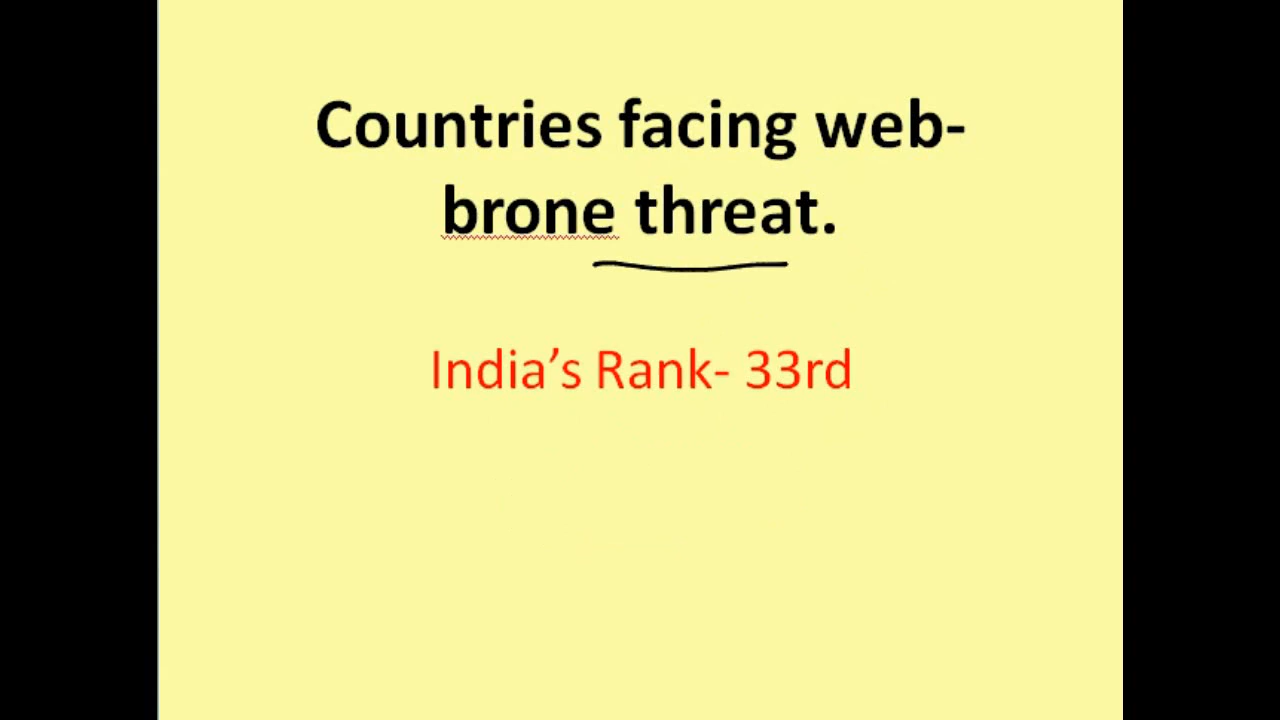 Countries facing web-
brone threat.
India’s Rank- 33rd